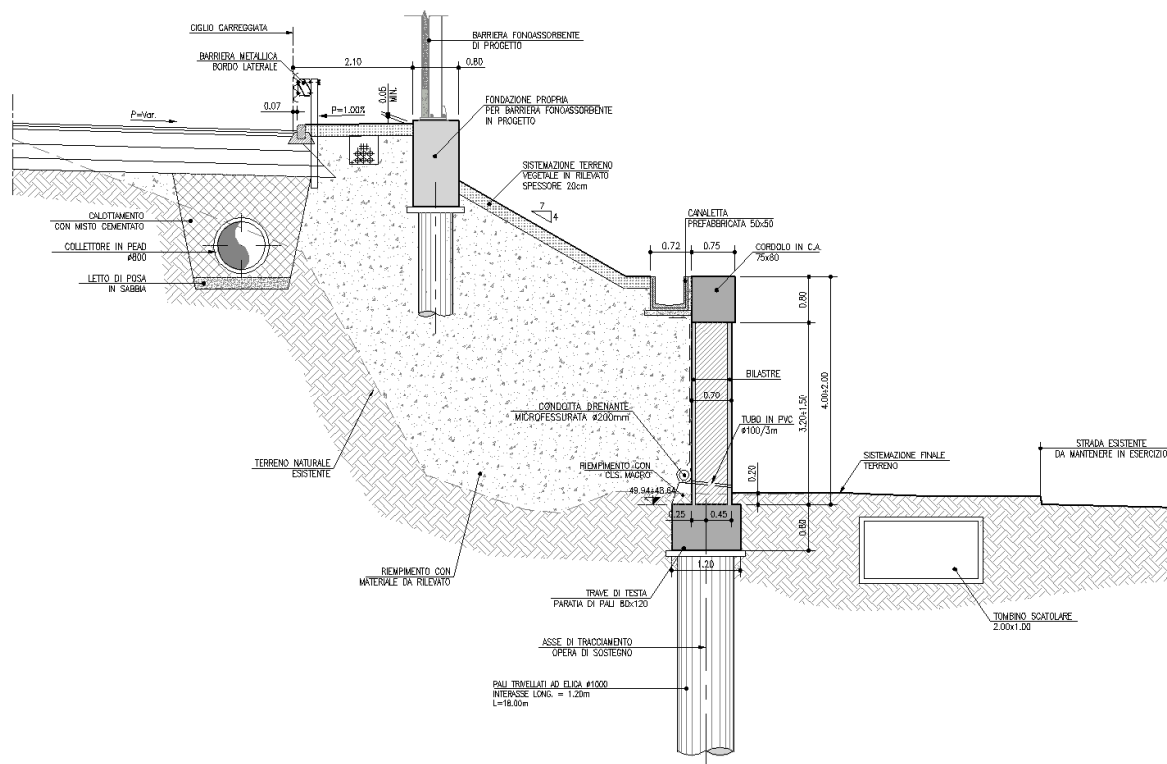 CIGLIO CARREGGIATA
BARRIERA METALLICA
BORDO LATERALE
2.10
0.80
BARRIERA FONOASSORBENTE
DI PROGETTO
0.07
P=1.00%
0.05
MIN.
P=Var.
FONDAZIONE PROPRIA
PER BARRIERA FONOASSORBENTE
IN PROGETTO
SISTEMAZIONE TERRENO
VEGETALE IN RILEVATO
SPESSORE 20cm
7
4
CANALETTA
PREFABBRICATA 50x50
0.72
0.75
CORDOLO IN C.A.
75x80
CALOTTAMENTO
CON MISTO CEMENTATO
COLLETTORE IN PEAD
ø800
LETTO DI POSA
IN SABBIA
0.80
BILASTRE
0.70
3.20÷1.50
4.00÷2.00
CONDOTTA DRENANTE
MICROFESSURATA ø200mm
TUBO IN PVC
ø100/3m
STRADA ESISTENTE
DA MANTENERE IN ESERCIZIO
TERRENO NATURALE
ESISTENTE
RIEMPIMENTO CON
CLS. MAGRO
0.20
SISTEMAZIONE FINALE
TERRENO
49.94÷48.64
0.25
0.45
0.80
RIEMPIMENTO CON
MATERIALE DA RILEVATO
1.20
TRAVE DI TESTA
PARATIA DI PALI 80x120
TOMBINO SCATOLARE
2.00x1.00
ASSE DI TRACCIAMENTO
OPERA DI SOSTEGNO
PALI TRIVELLATI AD ELICA ø1000
INTERASSE LONG. = 1.20m
L=18.00m